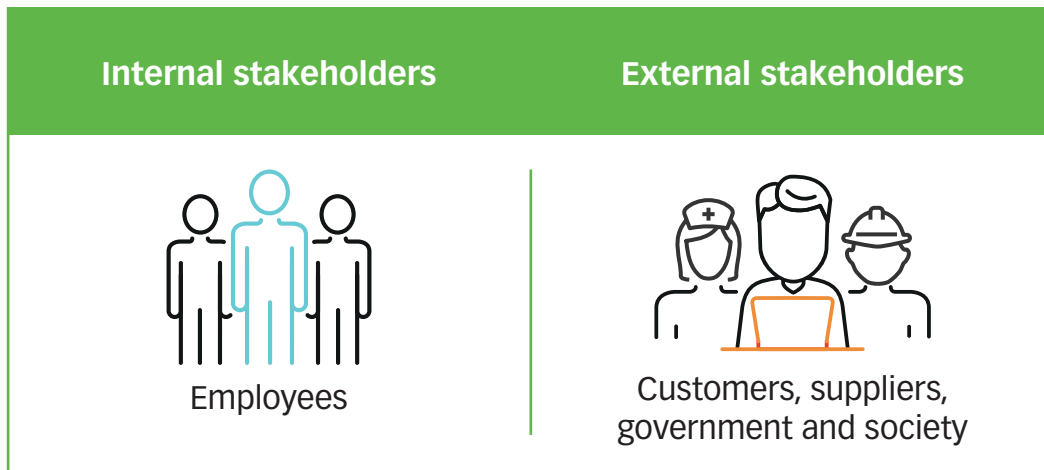 Internal stakeholders
External stakeholders
Employees
Customers, suppliers,
government and society